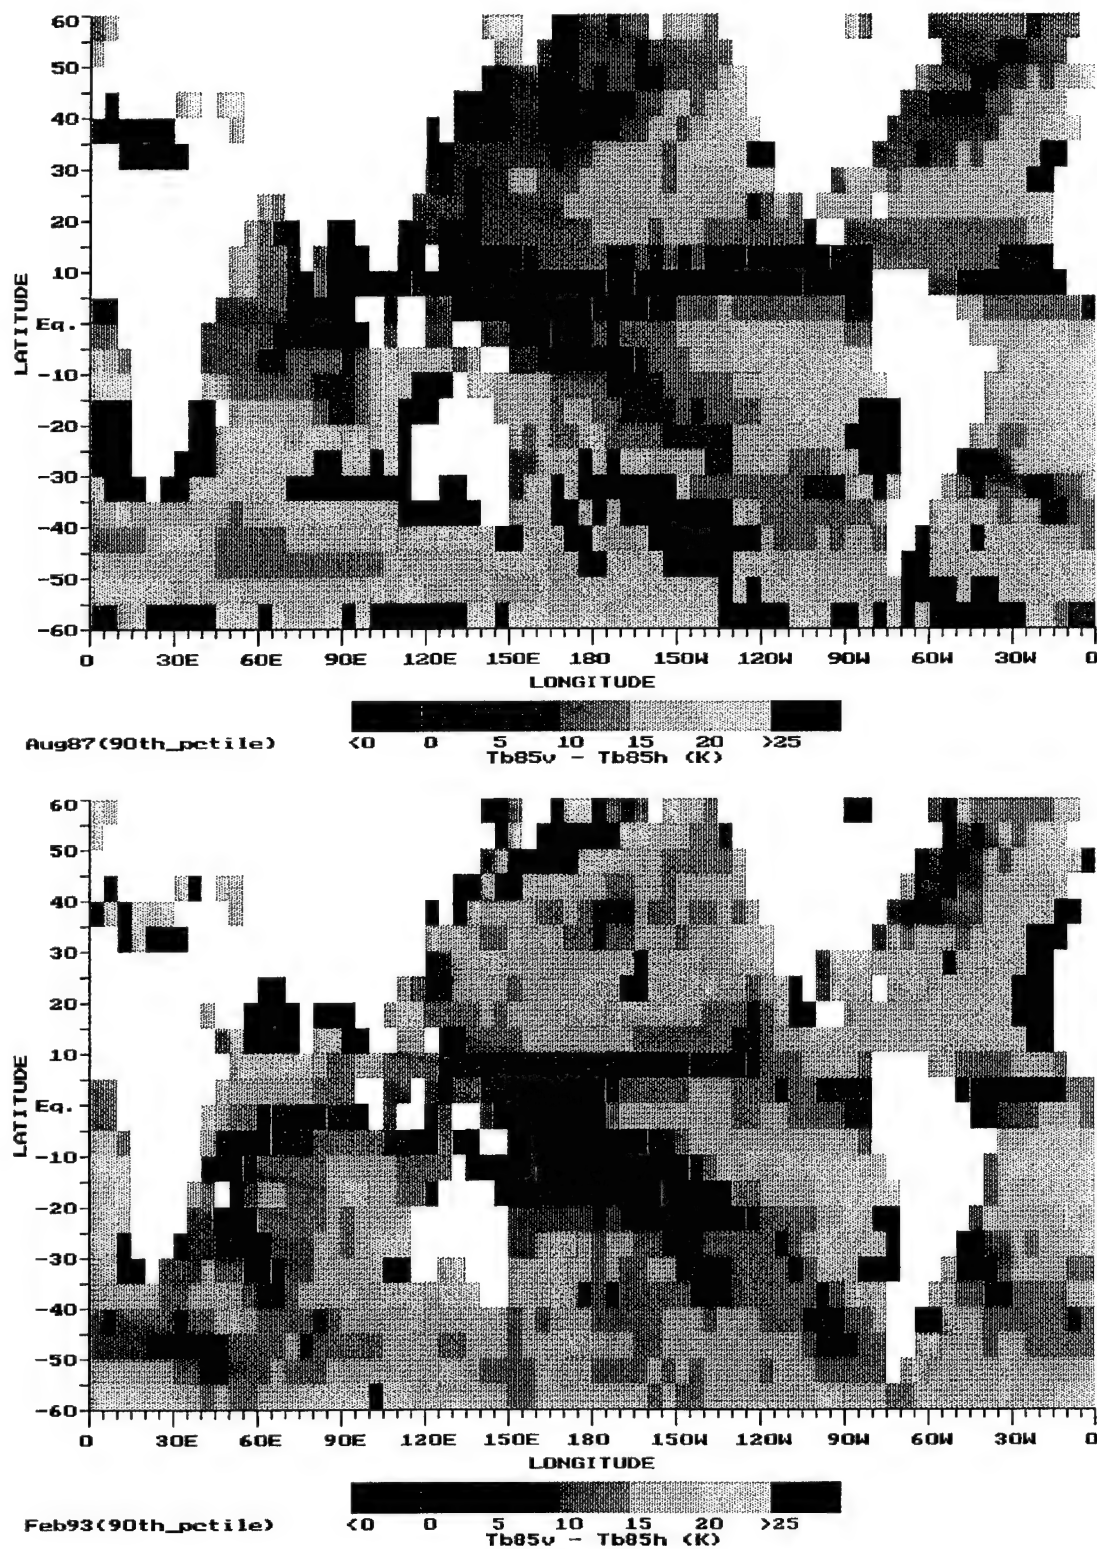 60
50
40
30
20
10
Eq.
-10
-20
-30
-40
-50
-60
LATITUDE
0 30E 60E 90E 120E 150E 180 150W 120W 90W 60W 30W 0
LONGITUDE
Aug87(90th_pctile)
<0 0 5 10 15 20 >25
Tb85v - Tb85h (K)
60
50
40
30
20
10
Eq.
-10
-20
-30
-40
-50
-60
LATITUDE
0 30E 60E 90E 120E 150E 180 150W 120W 90W 60W 30W 0
LONGITUDE
Feb93(90th_pctile)
<0 0 5 10 15 20 >25
Tb85v - Tb85h (K)